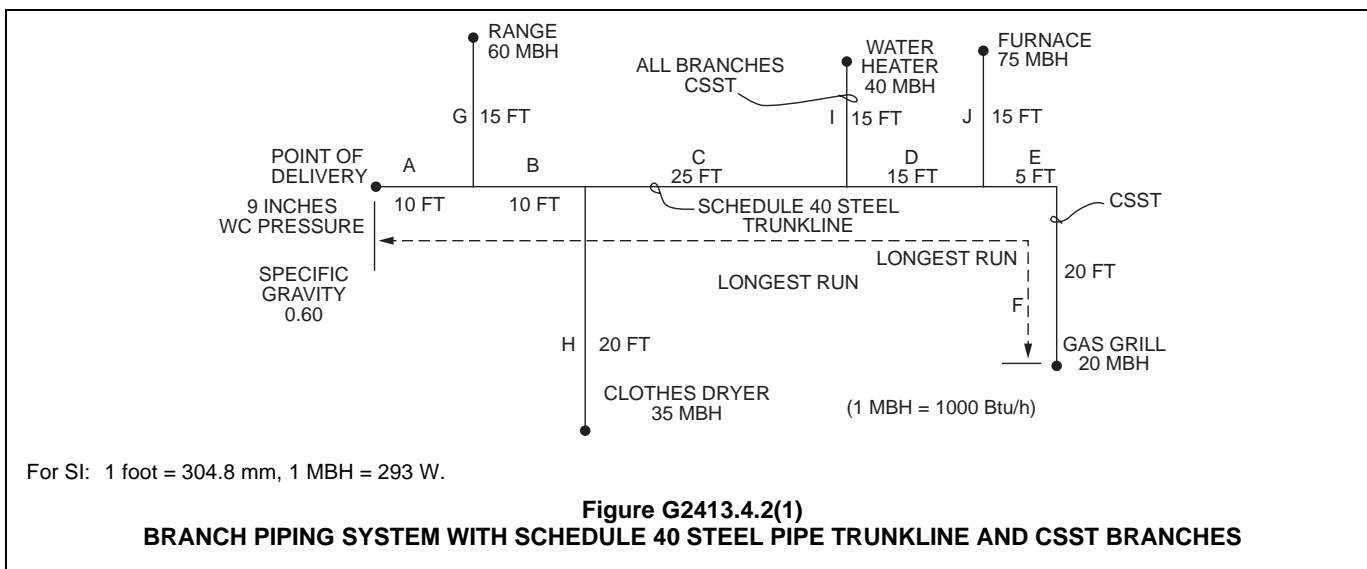 RANGE
60 MBH
ALL BRANCHES
CSST
WATER
HEATER
40 MBH
FURNACE
75 MBH
G 15 FT
I 15 FT
J 15 FT
POINT OF
DELIVERY
A
B
C
25 FT
D
15 FT
E
5 FT
10 FT
10 FT
SCHEDULE 40 STEEL
TRUNKLINE
CSST
9 INCHES
WC PRESSURE
LONGEST RUN
LONGEST RUN
SPECIFIC
GRAVITY
0.60
20 FT
F
H 20 FT
GAS GRILL
20 MBH
CLOTHES DRYER
35 MBH
(1 MBH = 1000 Btu/h)
For SI: 1 foot = 304.8 mm, 1 MBH = 293 W.
Figure G2413.4.2(1)
BRANCH PIPING SYSTEM WITH SCHEDULE 40 STEEL PIPE TRUNKLINE AND CSST BRANCHES